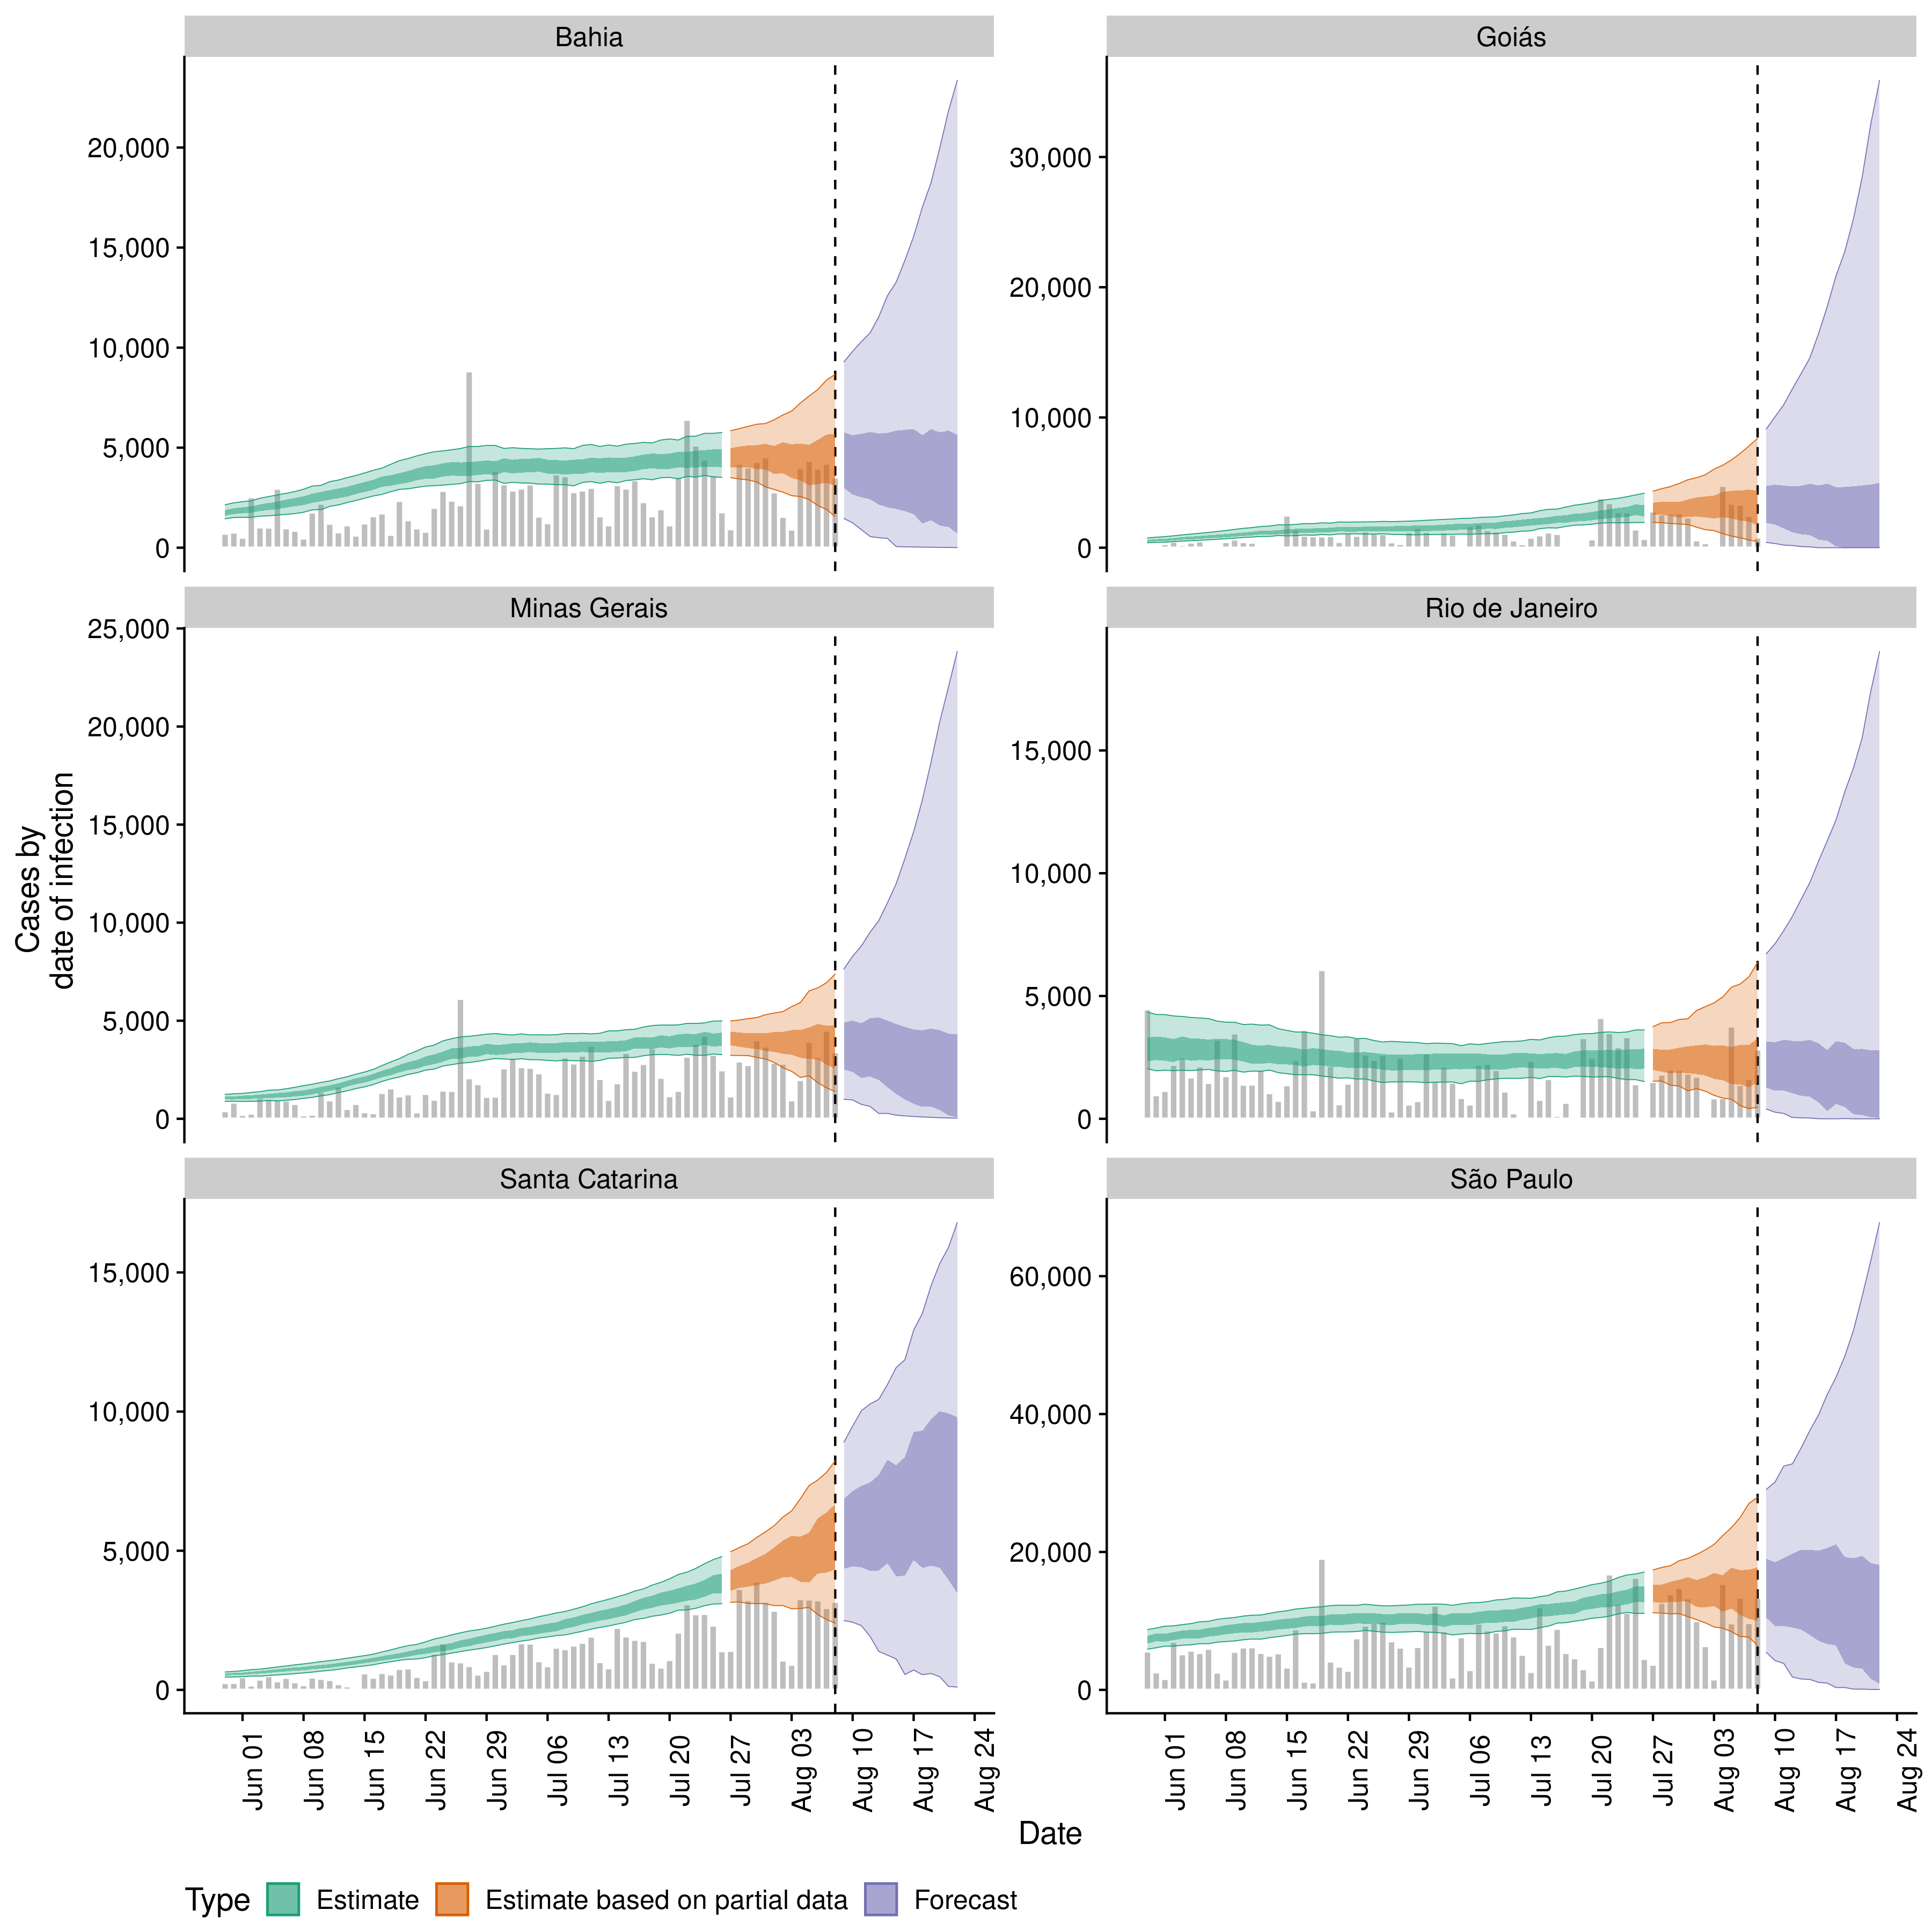 Bahia
Goiás
20,000
15,000
10,000
5,000
0
30,000
20,000
10,000
0
Minas Gerais
Rio de Janeiro
25,000
20,000
15,000
10,000
5,000
0
15,000
10,000
5,000
0
Santa Catarina
São Paulo
15,000
10,000
5,000
0
60,000
40,000
20,000
0
Cases by
date of infection
Jun 01
Jun 08
Jun 15
Jun 22
Jun 29
Jul 06
Jul 13
Jul 20
Jul 27
Aug 03
Aug 10
Aug 17
Aug 24
Jun 01
Jun 08
Jun 15
Jun 22
Jun 29
Jul 06
Jul 13
Jul 20
Jul 27
Aug 03
Aug 10
Aug 17
Aug 24
Date
Type Estimate Estimate based on partial data Forecast